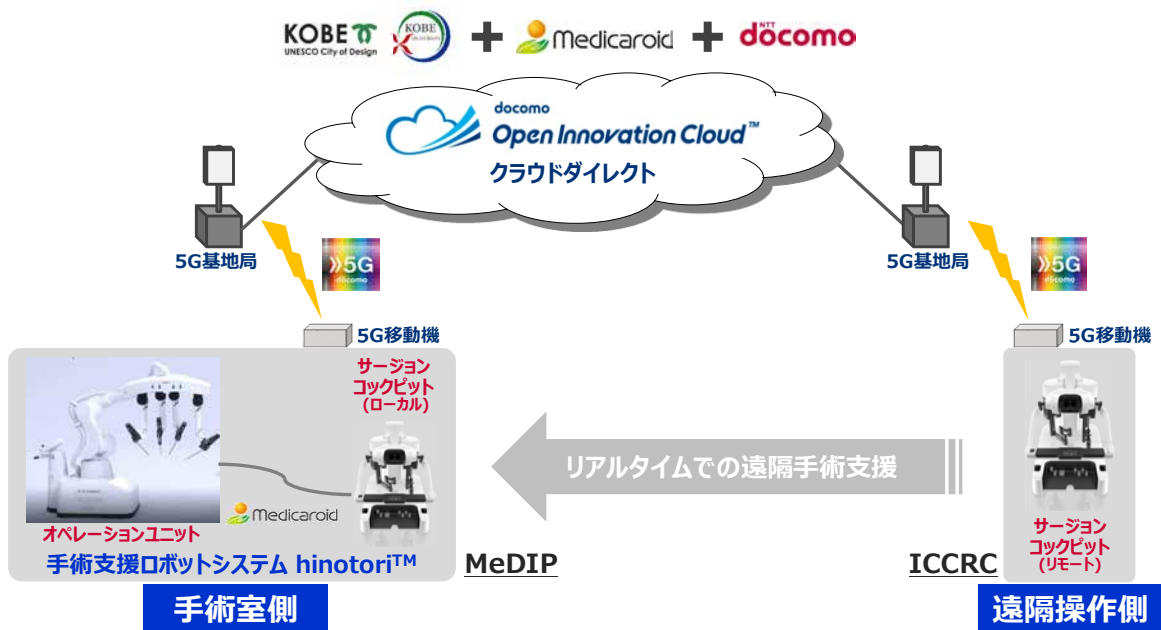 KOBE
UNESCO City of Design
KOBE
Medicaroid
NTT
döcomo
docomo
Open Innovation Cloud™
クラウドダイレクト
5G基地局
5G
döcomo
5G基地局
5G
döcomo
5G移動機
5G移動機
サージョン
コックピット
(ローカル)
リアルタイムでの遠隔手術支援
Medicaroid
オペレーションユニット
手術支援ロボットシステム hinotori™
MeDIP
ICCRC
サージョン
コックピット
(リモート)
手術室側
遠隔操作側